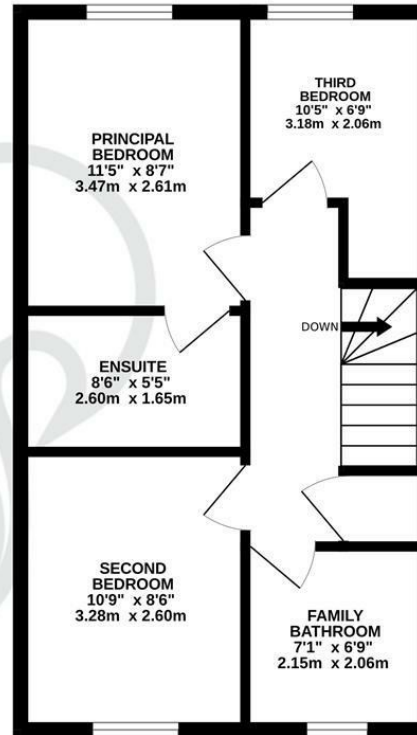 PRINCIPAL
BEDROOM
11'5" x 8'7"
3.47m x 2.61m
THIRD
BEDROOM
10'5" x 6'9"
3.18m x 2.06m
DOWN
ENSUITE
8'6" x 5'5"
2.60m x 1.65m
SECOND
BEDROOM
10'9" x 8'6"
3.28m x 2.60m
FAMILY
BATHROOM
7'1" x 6'9"
2.15m x 2.06m